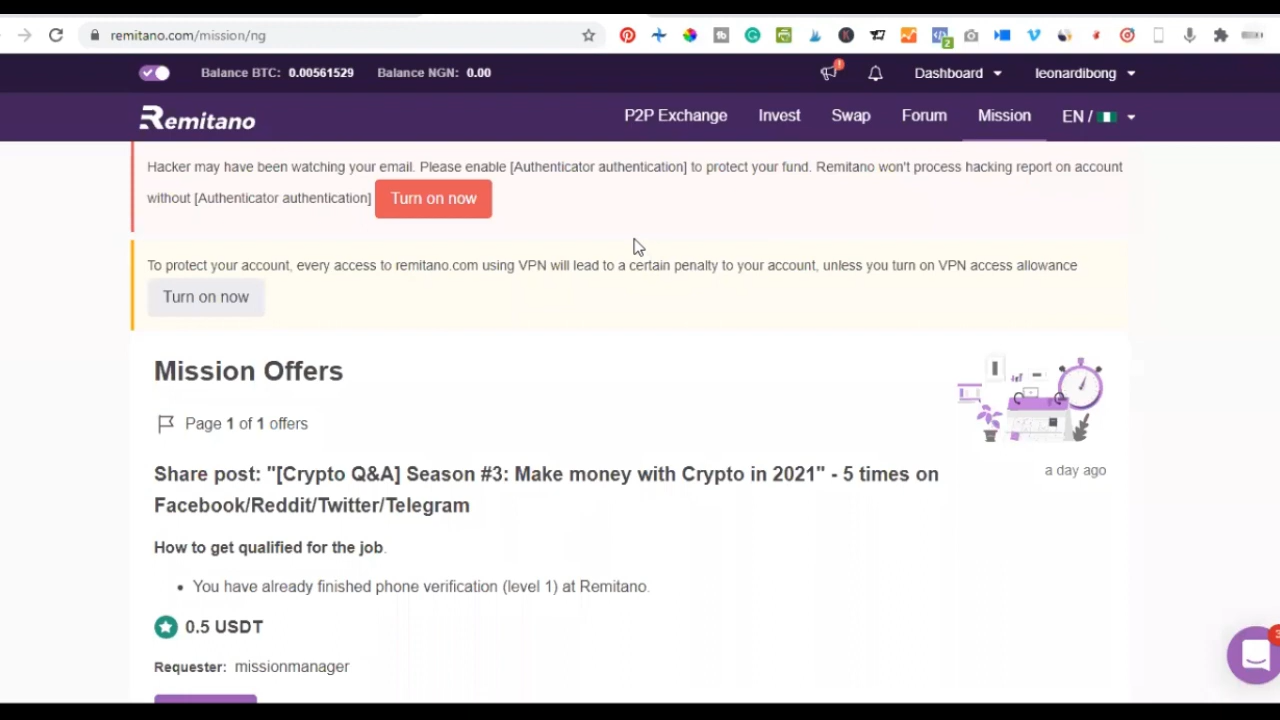 remitano.com/mission/ng
2
Balance BTC: 0.00561529 Balance NGN: 0.00
!
Dashboard leonardibong
Remitano
P2P Exchange Invest Swap Forum Mission EN /
Hacker may have been watching your email. Please enable [Authenticator authentication] to protect your fund. Remitano won't process hacking report on account
without [Authenticator authentication] Turn on now
To protect your account, every access to remitano.com using VPN will lead to a certain penalty to your account, unless you turn on VPN access allowance
Turn on now
Mission Offers
Page 1 of 1 offers
Share post: "[Crypto Q&A] Season #3: Make money with Crypto in 2021" - 5 times on
Facebook/Reddit/Twitter/Telegram
a day ago
How to get qualified for the job.
• You have already finished phone verification (level 1) at Remitano.
0.5 USDT
Requester: missionmanager
3